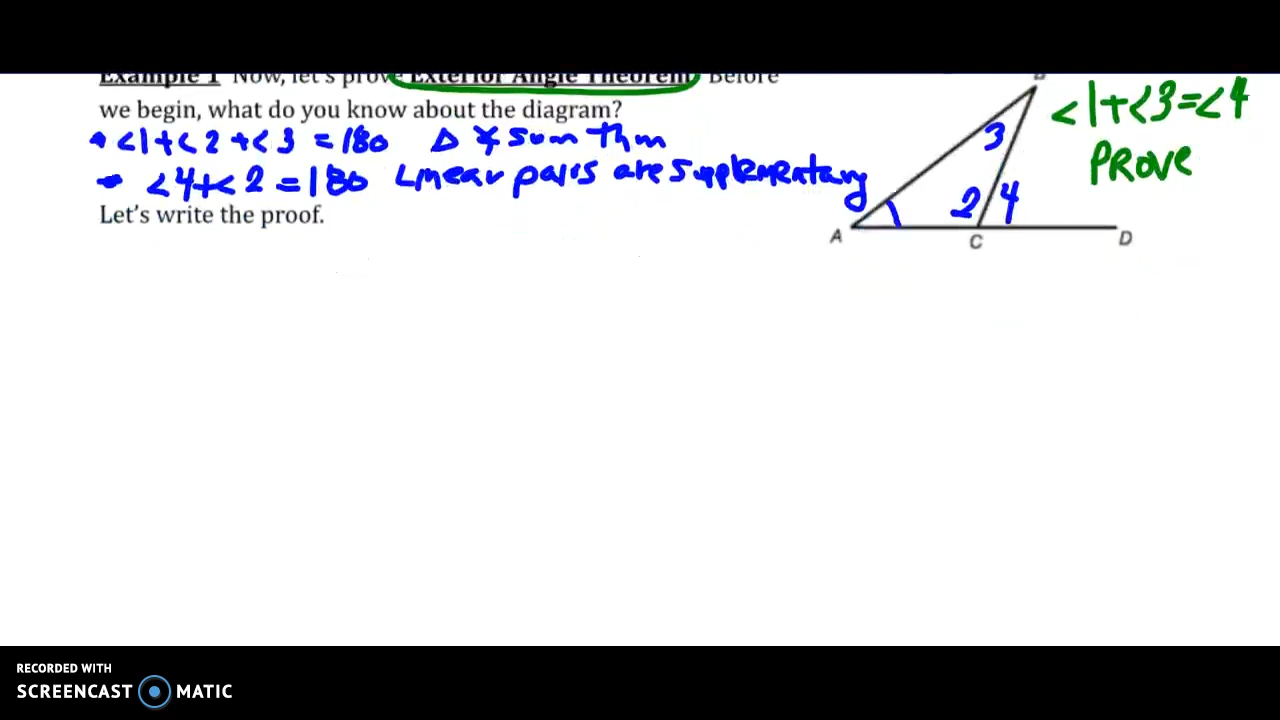 Example 1 Now, let's prove Exterior Angle Theorem Before
we begin, what do you know about the diagram?
<1+<2+<3=180 Δ ∡ sum thm
<4+<2=180 Linear pairs are supplementary
Let's write the proof.
B
<1+<3=<4
PROVE
3
2 4
A C D
RECORDED WITH
SCREENCAST MATIC